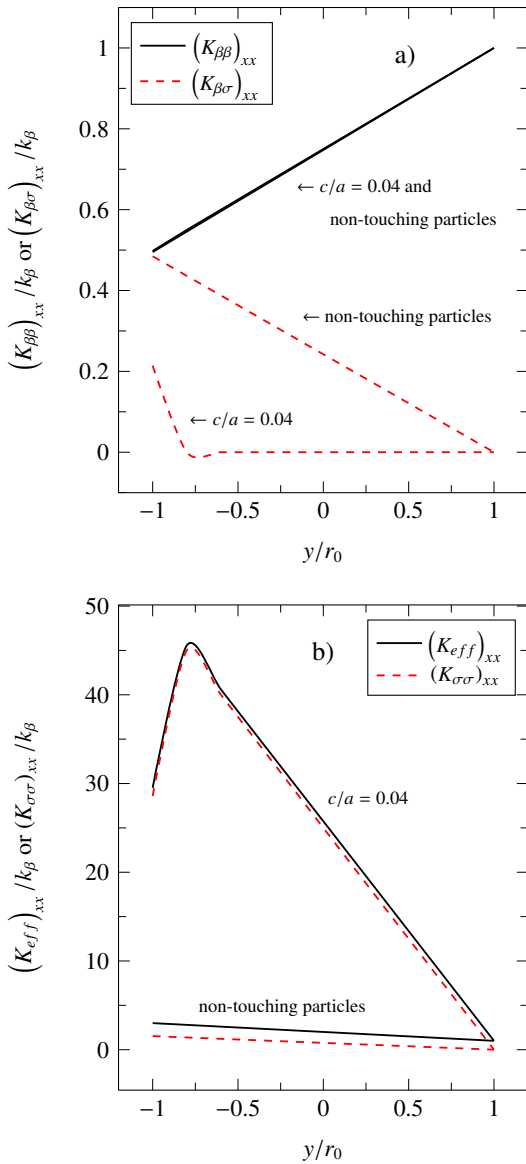 (K_ββ)_xx
(K_βσ)_xx
a)
1
0.8
0.6
0.4
0.2
0
← c/a = 0.04 and
non-touching particles
← non-touching particles
← c/a = 0.04
(K_ββ)_xx /k_β or (K_βσ)_xx /k_β
−1 −0.5 0 0.5 1
y/r_0
b)
(K_eff)_xx
(K_σσ)_xx
50
40
30
20
10
0
c/a = 0.04
non-touching particles
(K_eff)_xx /k_β or (K_σσ)_xx /k_β
−1 −0.5 0 0.5 1
y/r_0